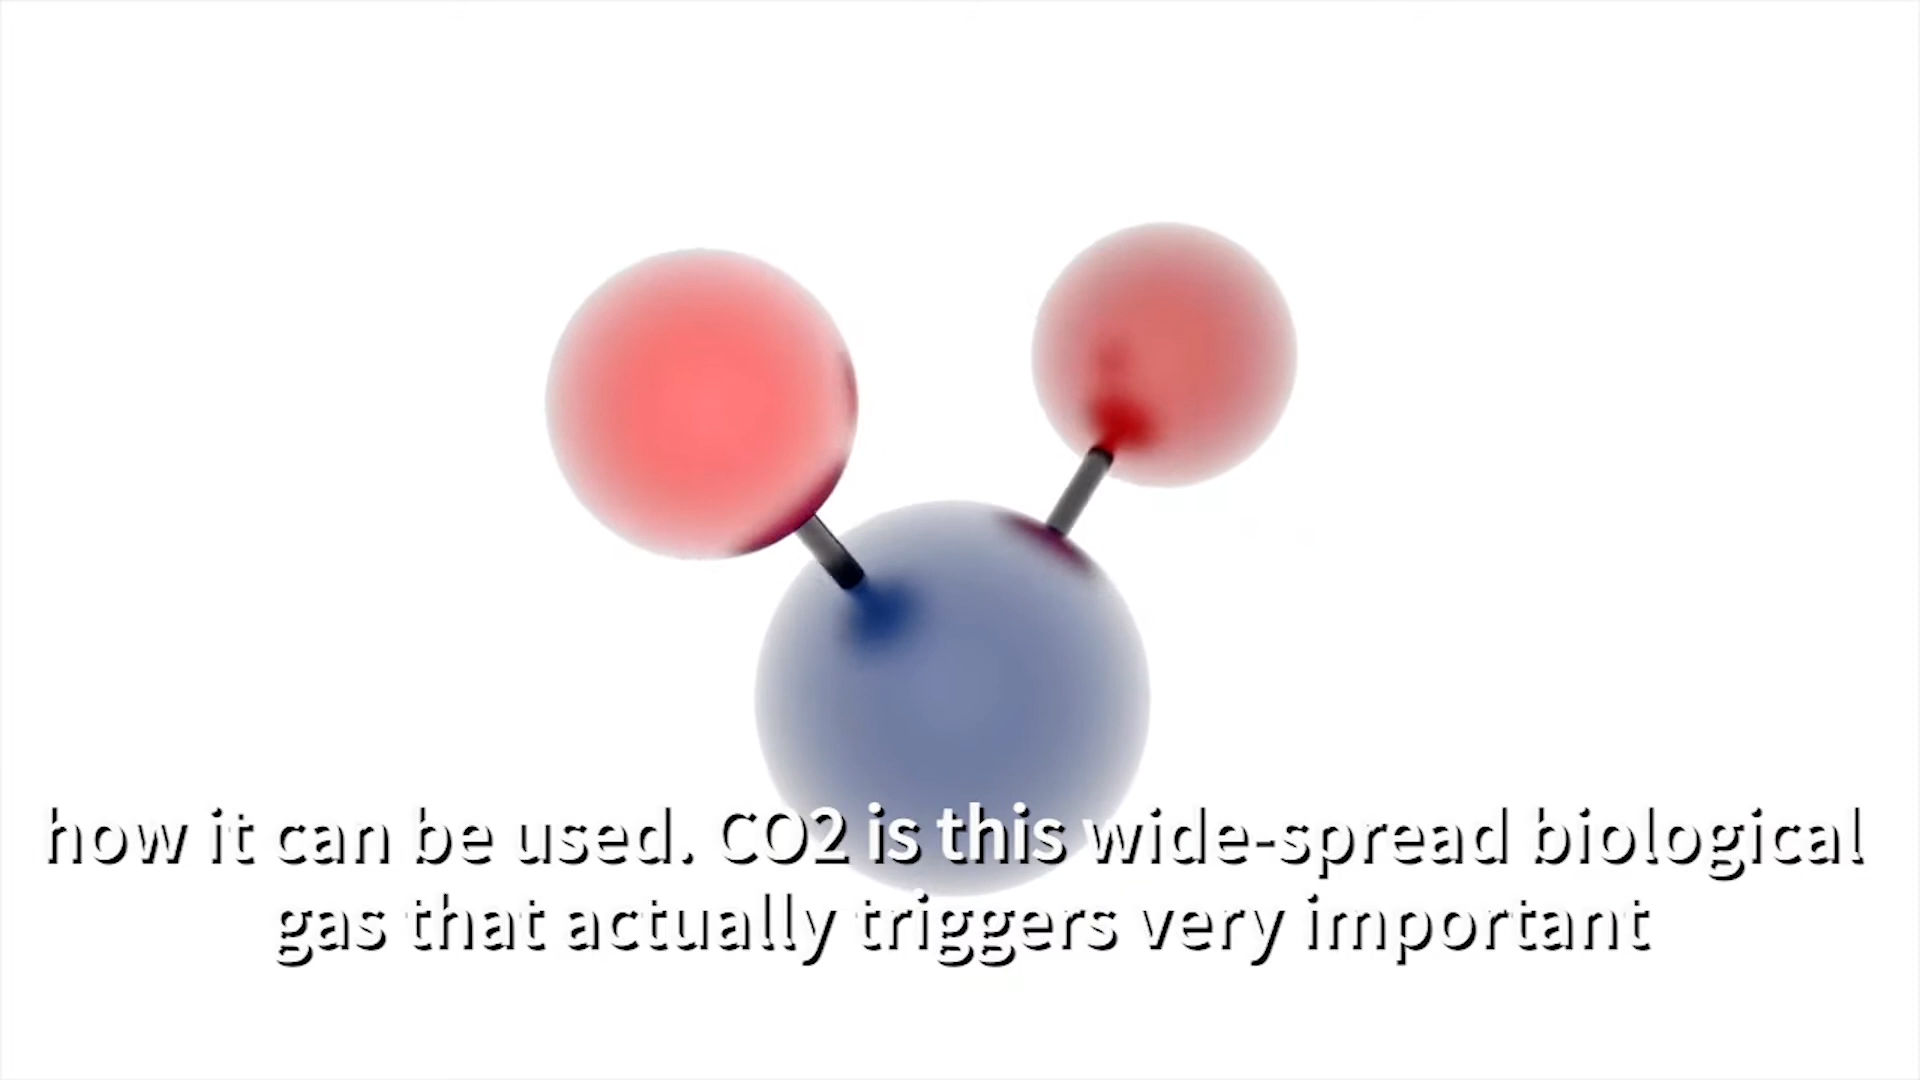 how it can be used. CO2 is this wide-spread biological
gas that actually triggers very important